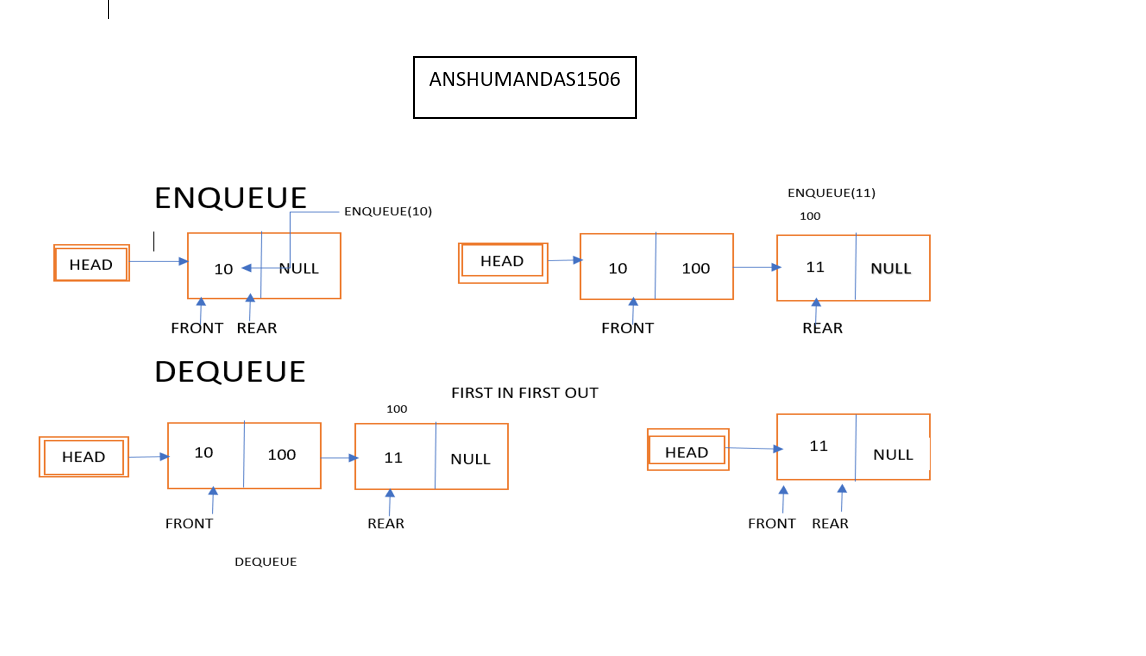 ANSHUMANDAS1506
ENQUEUE
ENQUEUE(10)
HEAD
10
NULL
FRONT
REAR
ENQUEUE(11)
100
HEAD
10
100
11
NULL
FRONT
REAR
DEQUEUE
FIRST IN FIRST OUT
100
HEAD
10
100
11
NULL
FRONT
REAR
DEQUEUE
HEAD
11
NULL
FRONT
REAR